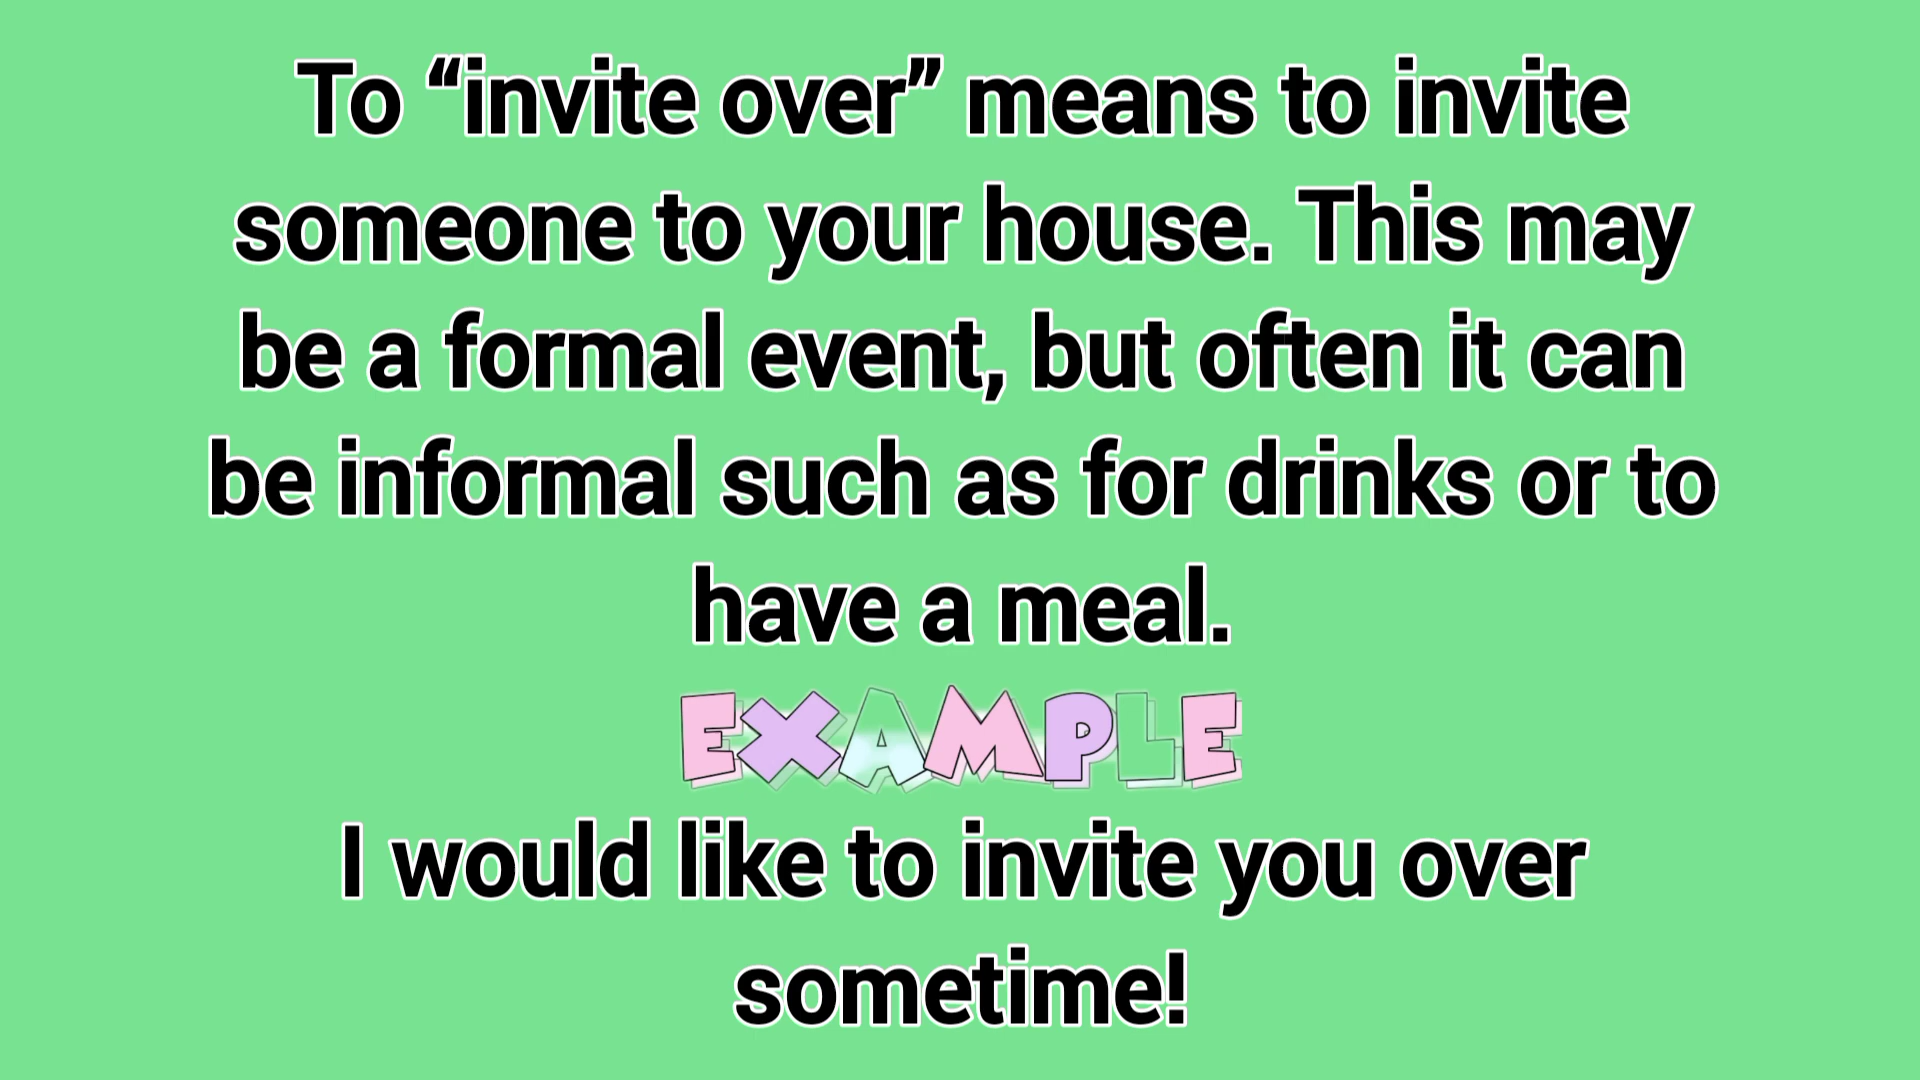 To “invite over” means to invite
someone to your house. This may
be a formal event, but often it can
be informal such as for drinks or to
have a meal.
EXAMPLE
I would like to invite you over
sometime!